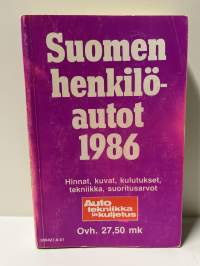 Suomen
henkilö-
autot
1986
Hinnat, kuvat, kulutukset,
tekniikka, suoritusarvot
Auto
tekniikka
ja kuljetus
Ovh. 27,50 mk